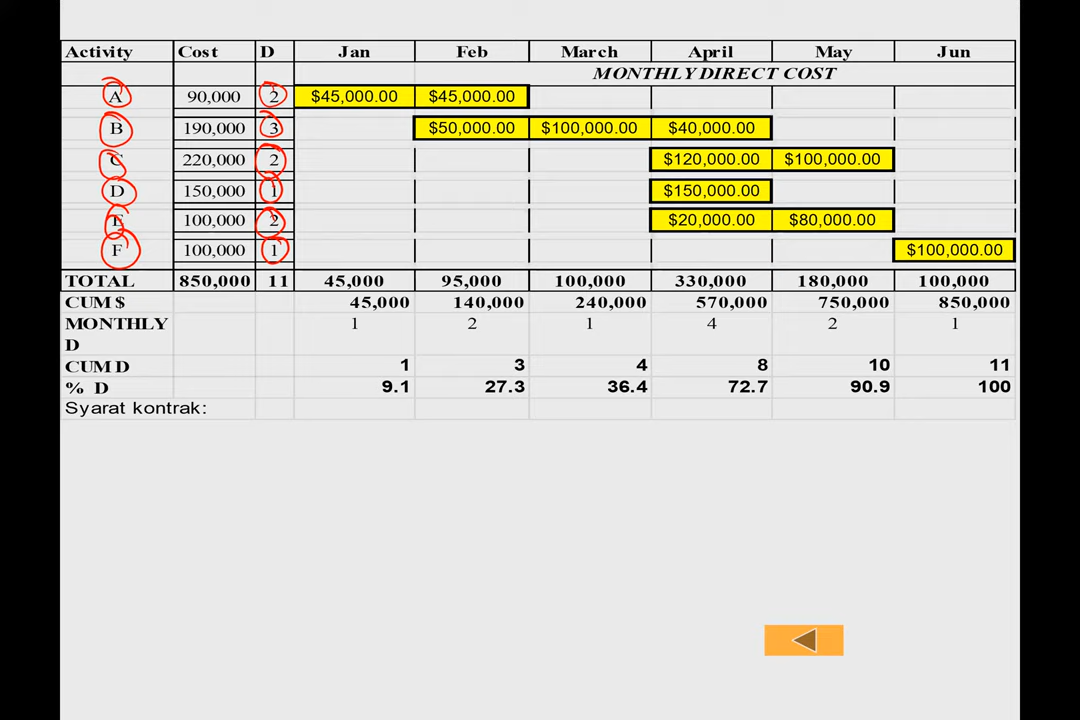 Activity Cost D Jan Feb March April May Jun
MONTHLY DIRECT COST
A 90,000 2 $45,000.00 $45,000.00
B 190,000 3 $50,000.00 $100,000.00 $40,000.00
C 220,000 2 $120,000.00 $100,000.00
D 150,000 1 $150,000.00
E 100,000 2 $20,000.00 $80,000.00
F 100,000 1 $100,000.00
TOTAL 850,000 11 45,000 95,000 100,000 330,000 180,000 100,000
CUM $ 45,000 140,000 240,000 570,000 750,000 850,000
MONTHLY 1 2 1 4 2 1
D
CUM D 1 3 4 8 10 11
% D 9.1 27.3 36.4 72.7 90.9 100
Syarat kontrak: